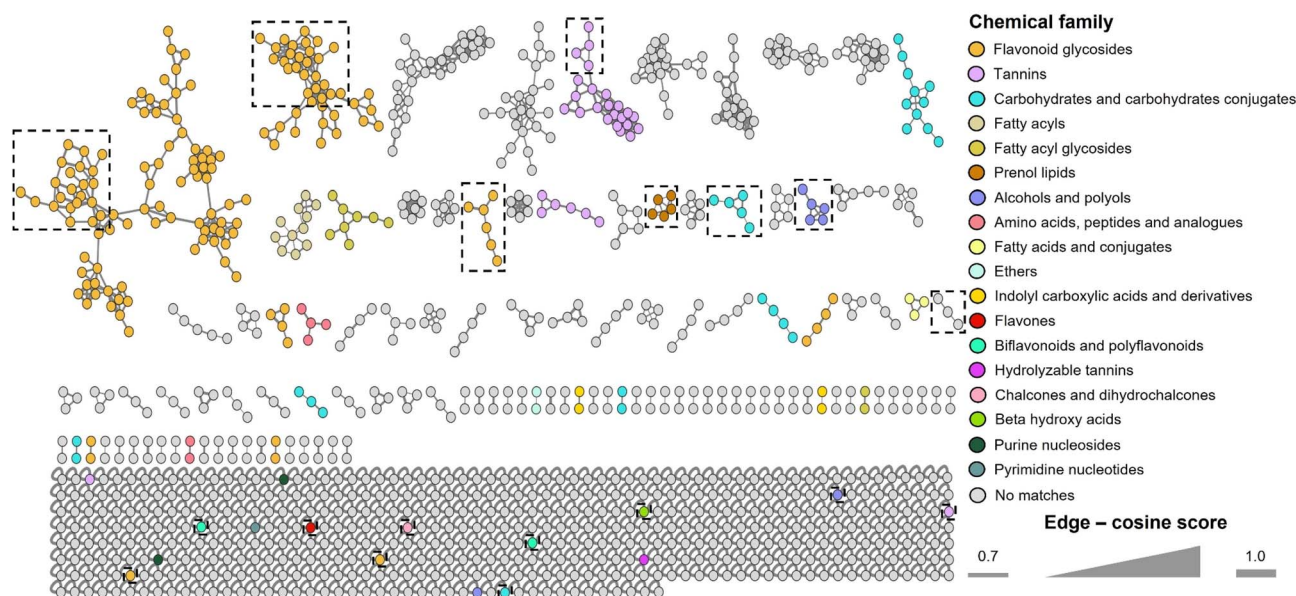 Chemical family
Flavonoid glycosides
Tannins
Carbohydrates and carbohydrates conjugates
Fatty acyls
Fatty acyl glycosides
Prenol lipids
Alcohols and polyols
Amino acids, peptides and analogues
Fatty acids and conjugates
Ethers
Indolyl carboxylic acids and derivatives
Flavones
Biflavonoids and polyflavonoids
Hydrolyzable tannins
Chalcones and dihydrochalcones
Beta hydroxy acids
Purine nucleosides
Pyrimidine nucleotides
No matches
Edge – cosine score
0.7 1.0